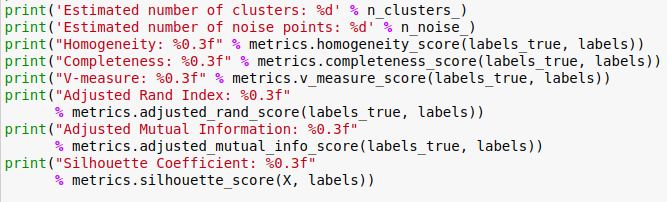 print('Estimated number of clusters: %d' % n_clusters_)
print('Estimated number of noise points: %d' % n_noise_)
print("Homogeneity: %0.3f" % metrics.homogeneity_score(labels_true, labels))
print("Completeness: %0.3f" % metrics.completeness_score(labels_true, labels))
print("V-measure: %0.3f" % metrics.v_measure_score(labels_true, labels))
print("Adjusted Rand Index: %0.3f"
      % metrics.adjusted_rand_score(labels_true, labels))
print("Adjusted Mutual Information: %0.3f"
      % metrics.adjusted_mutual_info_score(labels_true, labels))
print("Silhouette Coefficient: %0.3f"
      % metrics.silhouette_score(X, labels))